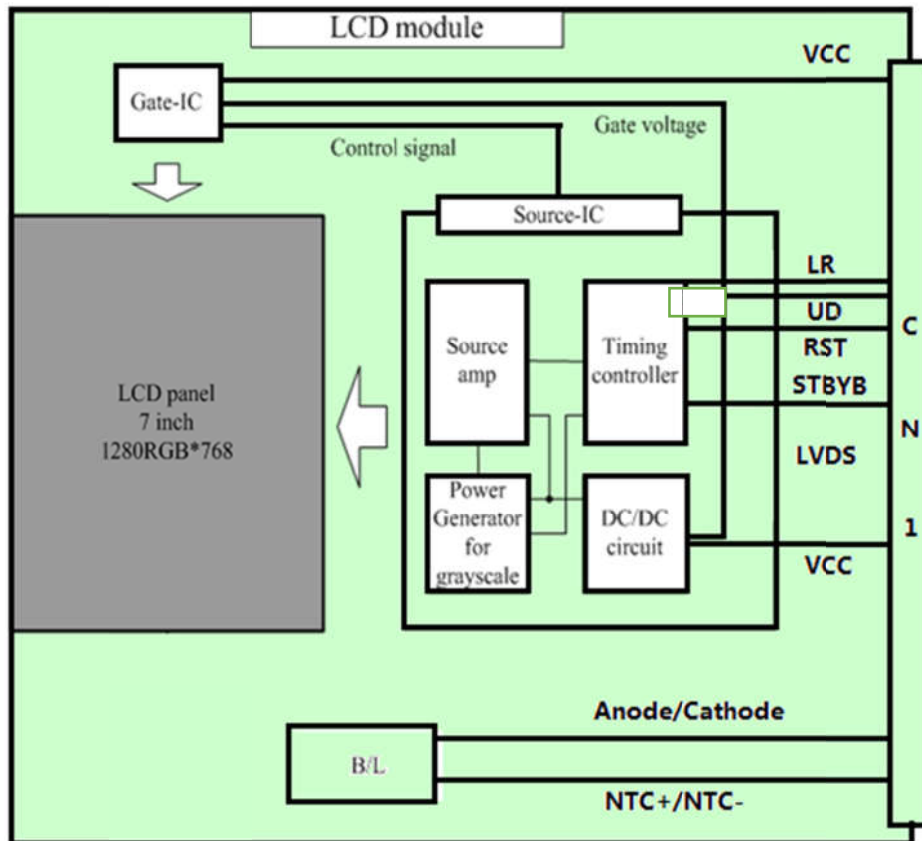 LCD module
VCC
Gate-IC
Gate voltage
Control signal
Source-IC
LR
UD
RST
STBYB
LVDS
VCC
C
N
1
Source
amp
Timing
controller
LCD panel
7 inch
1280RGB*768
Power
Generator
for
grayscale
DC/DC
circuit
Anode/Cathode
B/L
NTC+/NTC-